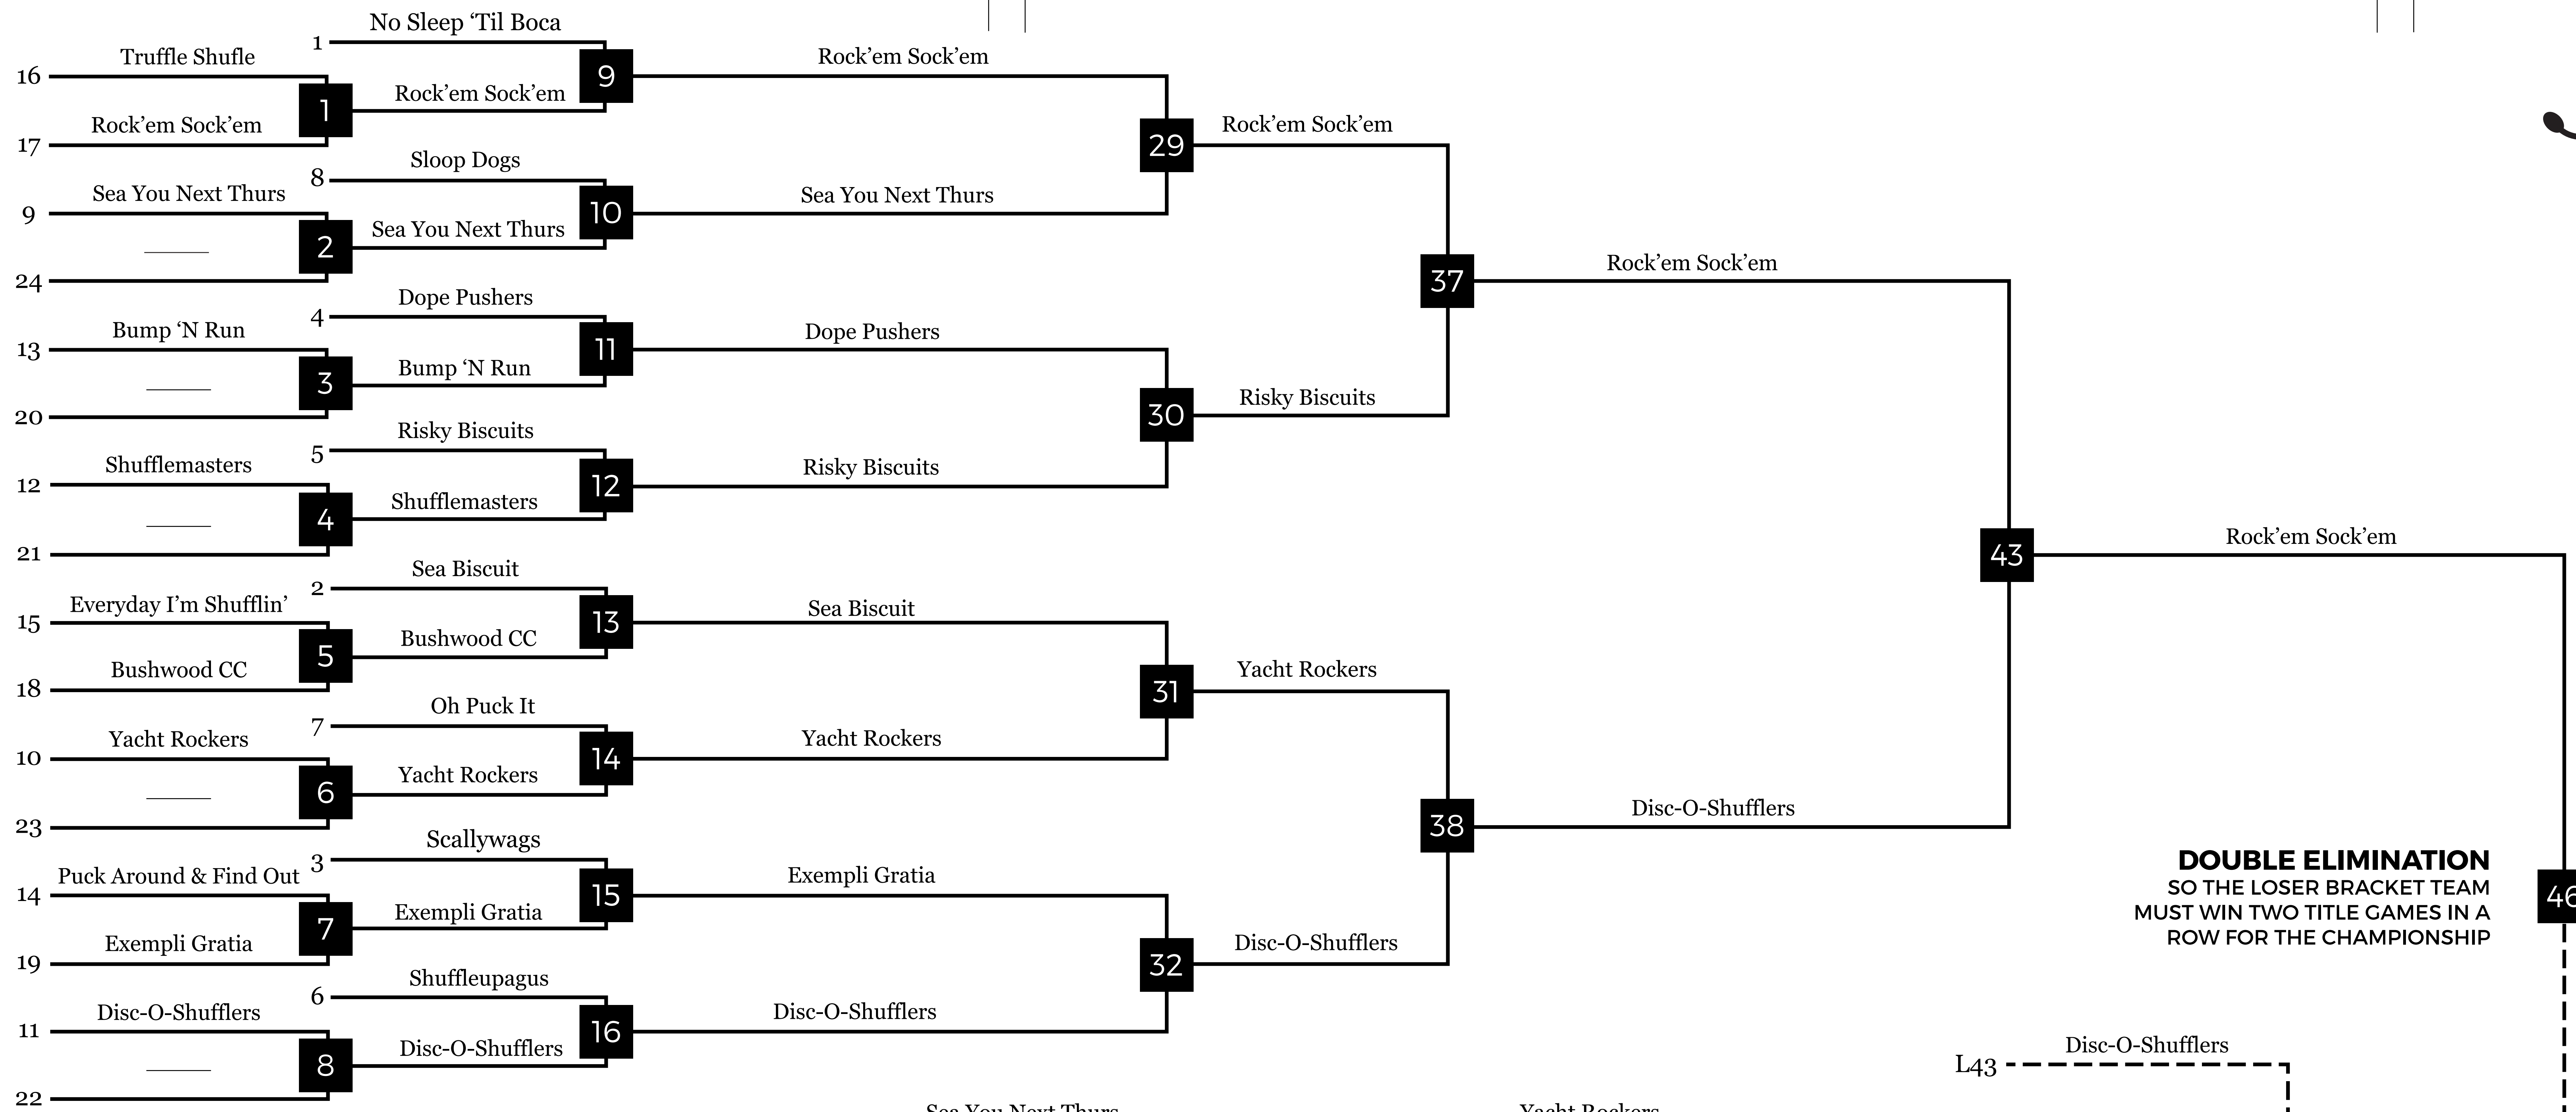 No Sleep ‘Til Boca
1
Truffle Shufle
16
9
Rock’em Sock’em
Rock’em Sock’em
1
Rock’em Sock’em
17
29
Rock’em Sock’em
Sloop Dogs
8
Sea You Next Thurs
9
10
Sea You Next Thurs
Sea You Next Thurs
2
24
37
Rock’em Sock’em
Dope Pushers
4
Bump ‘N Run
13
11
Dope Pushers
Bump ‘N Run
3
20
30
Risky Biscuits
Risky Biscuits
5
Shufflemasters
12
12
Risky Biscuits
Shufflemasters
4
21
43
Rock’em Sock’em
Sea Biscuit
2
Everyday I’m Shufflin’
15
13
Sea Biscuit
Bushwood CC
5
Bushwood CC
18
31
Yacht Rockers
Oh Puck It
7
Yacht Rockers
10
14
Yacht Rockers
Yacht Rockers
6
23
38
Disc-O-Shufflers
Scallywags
3
Puck Around & Find Out
14
15
Exempli Gratia
Exempli Gratia
7
Exempli Gratia
19
32
Disc-O-Shufflers
Shuffleupagus
6
Disc-O-Shufflers
11
16
Disc-O-Shufflers
Disc-O-Shufflers
8
22
DOUBLE ELIMINATION
SO THE LOSER BRACKET TEAM
MUST WIN TWO TITLE GAMES IN A
ROW FOR THE CHAMPIONSHIP
46
Disc-O-Shufflers
L43
Sea You Next Thurs
Yacht Rockers